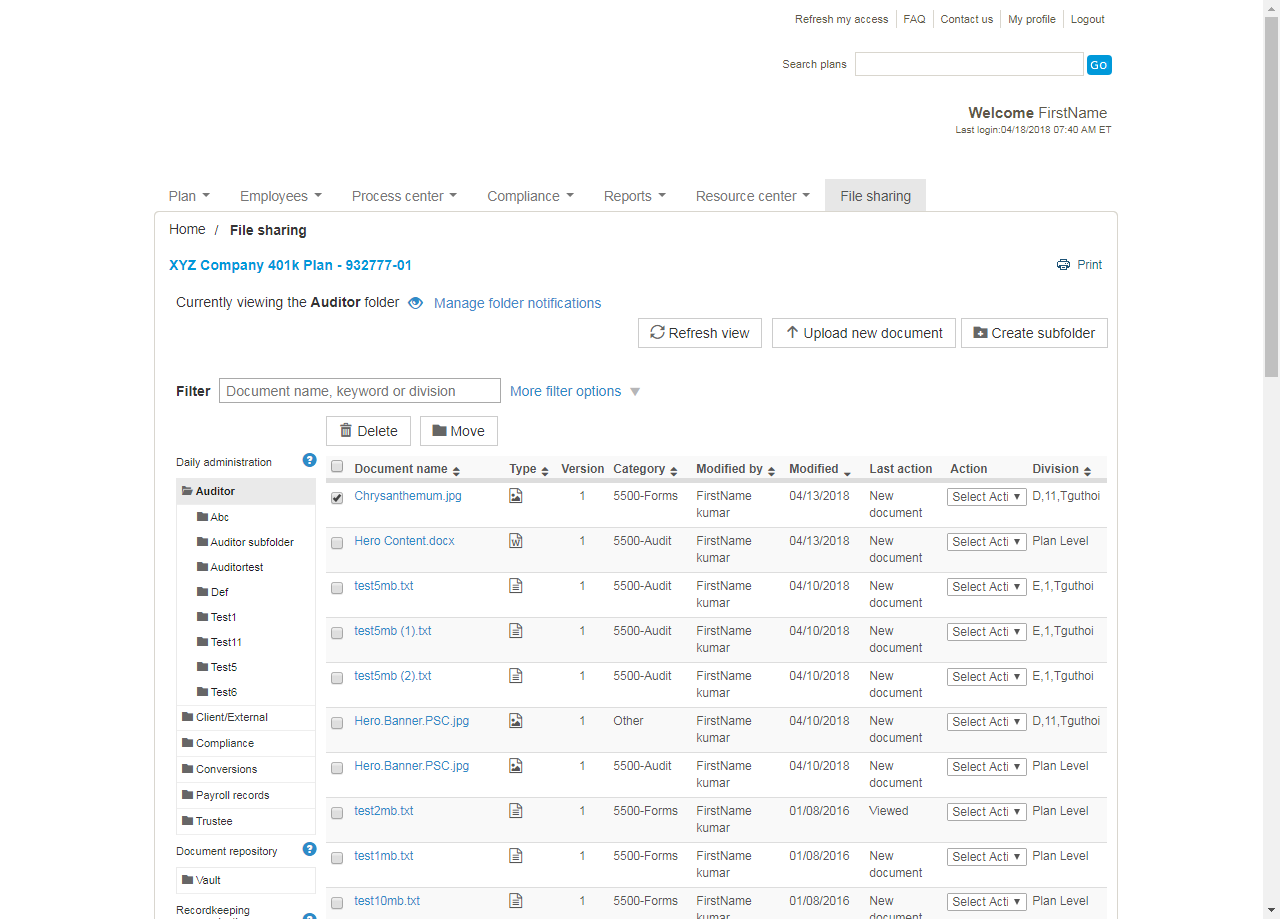 Refresh my access FAQ Contact us My profile Logout
Search plans Go
Welcome FirstName
Last login:04/18/2018 07:40 AM ET
Plan Employees Process center Compliance Reports Resource center File sharing
Home / File sharing
XYZ Company 401k Plan - 932777-01 Print
Currently viewing the Auditor folder Manage folder notifications
Refresh view Upload new document Create subfolder
Filter Document name, keyword or division More filter options
Delete Move
Daily administration ?
Auditor
Abc
Auditor subfolder
Auditortest
Def
Test1
Test11
Test5
Test6
Client/External
Compliance
Conversions
Payroll records
Trustee
Document repository ?
Vault
Recordkeeping
Document name Type Version Category Modified by Modified Last action Action Division
Chrysanthemum.jpg 1 5500-Forms FirstName 04/13/2018 New Select Acti D,11,Tguthoi
kumar document
Hero Content.docx W 1 5500-Audit FirstName 04/13/2018 New Select Acti Plan Level
kumar document
test5mb.txt 1 5500-Audit FirstName 04/10/2018 New Select Acti E,1,Tguthoi
kumar document
test5mb (1).txt 1 5500-Audit FirstName 04/10/2018 New Select Acti E,1,Tguthoi
kumar document
test5mb (2).txt 1 5500-Audit FirstName 04/10/2018 New Select Acti E,1,Tguthoi
kumar document
Hero.Banner.PSC.jpg 1 Other FirstName 04/10/2018 New Select Acti D,11,Tguthoi
kumar document
Hero.Banner.PSC.jpg 1 5500-Audit FirstName 04/10/2018 New Select Acti Plan Level
kumar document
test2mb.txt 1 5500-Forms FirstName 01/08/2016 Viewed Select Acti Plan Level
kumar
test1mb.txt 1 5500-Forms FirstName 01/08/2016 New Select Acti Plan Level
kumar document
test10mb.txt 1 5500-Forms FirstName 01/08/2016 New Select Acti Plan Level
kumar document